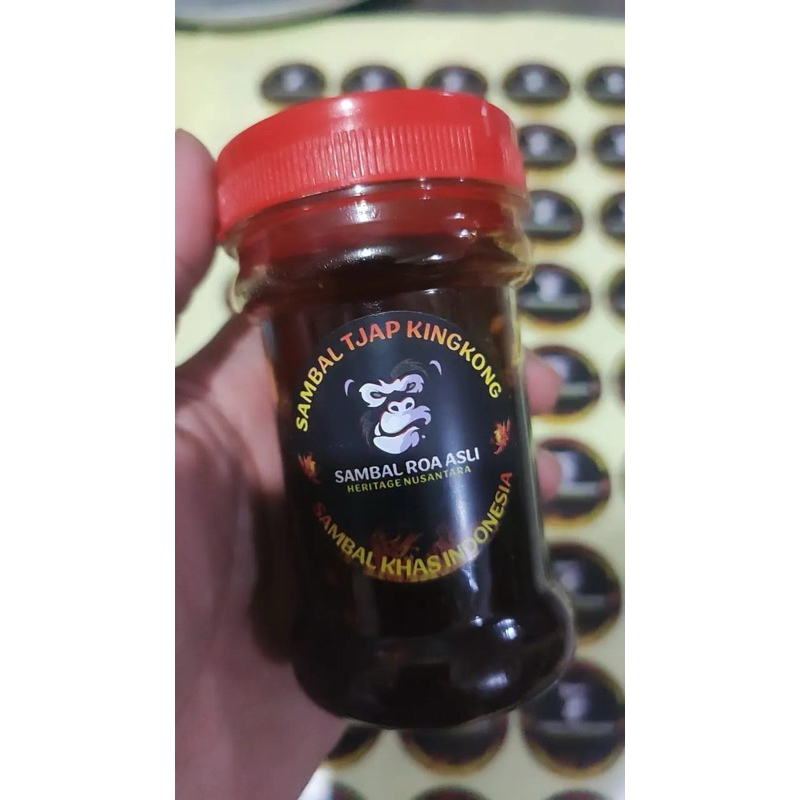 SAMBAL TJAP KINGKONG
SAMBAL ROA ASLI
HERITAGE NUSANTARA
SAMBAL KHAS INDONESIA